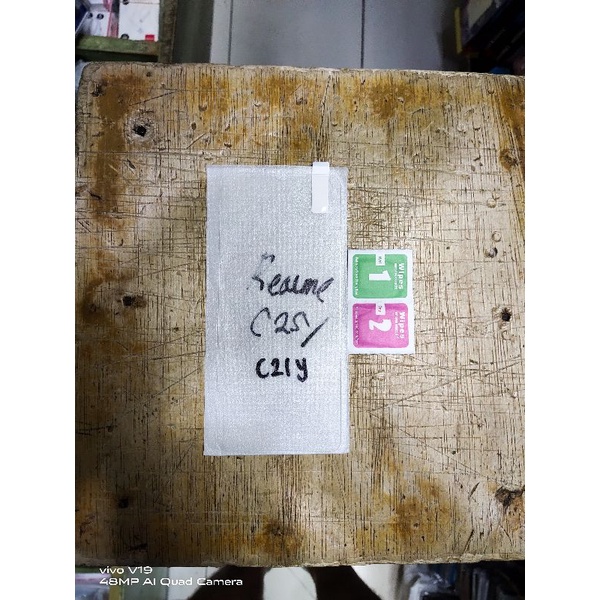 Realme
C25y
C21y
1
Wipes
2
Wipes
vivo V19
48MP AI Quad Camera